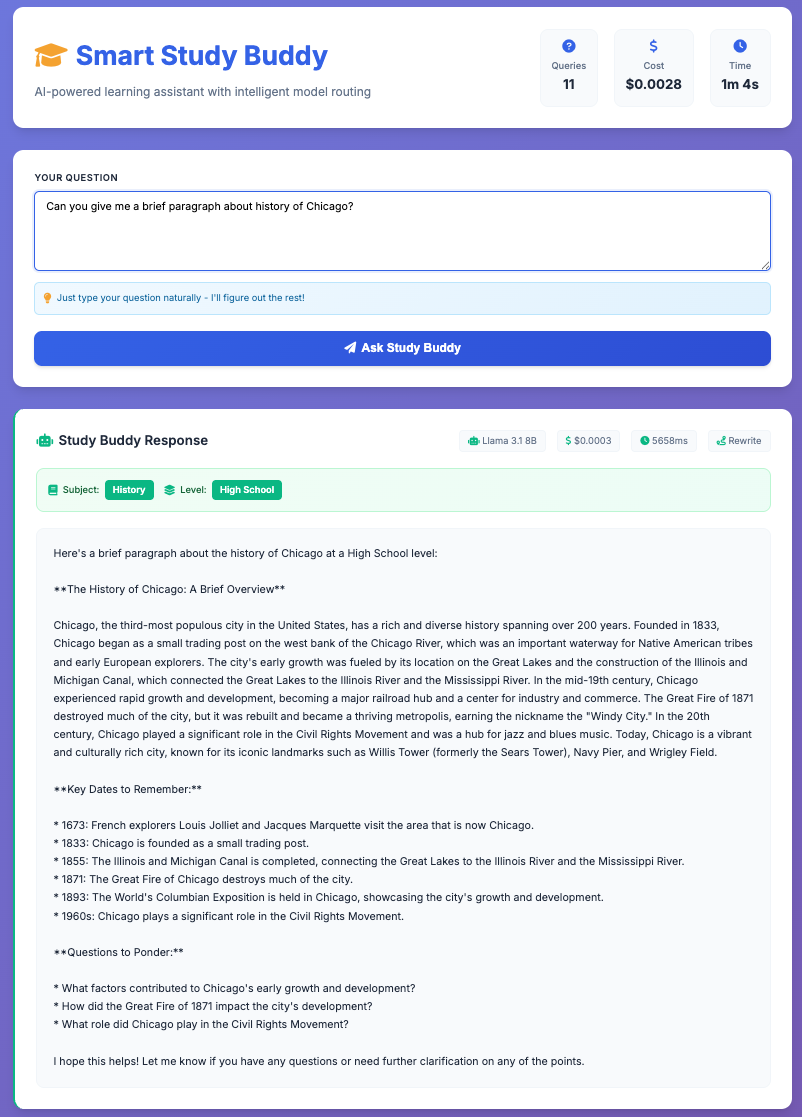 Smart Study Buddy
AI-powered learning assistant with intelligent model routing
Queries
11
Cost
$0.0028
Time
1m 4s
YOUR QUESTION
Can you give me a brief paragraph about history of Chicago?
Just type your question naturally - I'll figure out the rest!
Ask Study Buddy
Study Buddy Response
Llama 3.1 8B
$0.0003
5658ms
Rewrite
Subject: History
Level: High School
Here's a brief paragraph about the history of Chicago at a High School level:
**The History of Chicago: A Brief Overview**
Chicago, the third-most populous city in the United States, has a rich and diverse history spanning over 200 years. Founded in 1833,
Chicago began as a small trading post on the west bank of the Chicago River, which was an important waterway for Native American tribes
and early European explorers. The city's early growth was fueled by its location on the Great Lakes and the construction of the Illinois and
Michigan Canal, which connected the Great Lakes to the Illinois River and the Mississippi River. In the mid-19th century, Chicago
experienced rapid growth and development, becoming a major railroad hub and a center for industry and commerce. The Great Fire of 1871
destroyed much of the city, but it was rebuilt and became a thriving metropolis, earning the nickname the "Windy City." In the 20th
century, Chicago played a significant role in the Civil Rights Movement and was a hub for jazz and blues music. Today, Chicago is a vibrant
and culturally rich city, known for its iconic landmarks such as Willis Tower (formerly the Sears Tower), Navy Pier, and Wrigley Field.
**Key Dates to Remember:**
* 1673: French explorers Louis Jolliet and Jacques Marquette visit the area that is now Chicago.
* 1833: Chicago is founded as a small trading post.
* 1855: The Illinois and Michigan Canal is completed, connecting the Great Lakes to the Illinois River and the Mississippi River.
* 1871: The Great Fire of Chicago destroys much of the city.
* 1893: The World's Columbian Exposition is held in Chicago, showcasing the city's growth and development.
* 1960s: Chicago plays a significant role in the Civil Rights Movement.
**Questions to Ponder:**
* What factors contributed to Chicago's early growth and development?
* How did the Great Fire of 1871 impact the city's development?
* What role did Chicago play in the Civil Rights Movement?
I hope this helps! Let me know if you have any questions or need further clarification on any of the points.